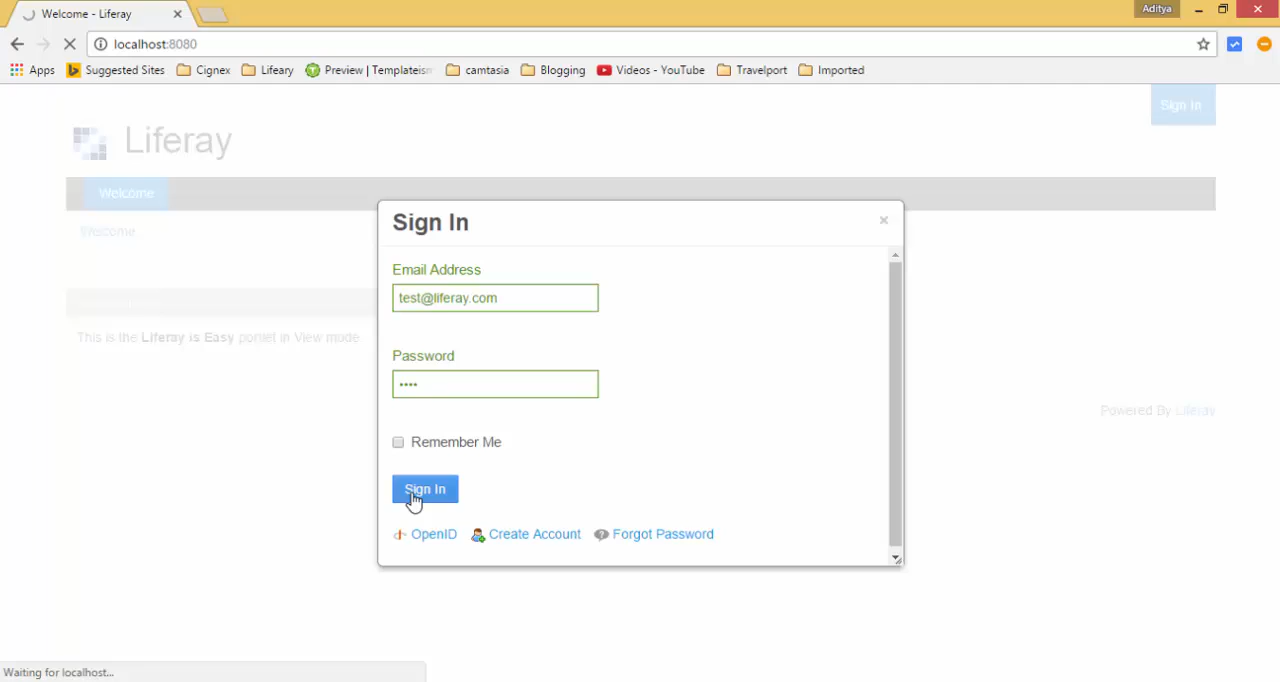 Welcome - Liferay
Aditya
localhost:8080
Apps Suggested Sites Cignex Lifeary Preview | Templateism camtasia Blogging Videos - YouTube Travelport Imported
Sign In
Liferay
Welcome
Welcome
This is the Liferay is Easy portlet in View mode
Powered By Liferay
Sign In
Email Address
test@liferay.com
Password
Remember Me
Sign In
OpenID Create Account Forgot Password
Waiting for localhost...